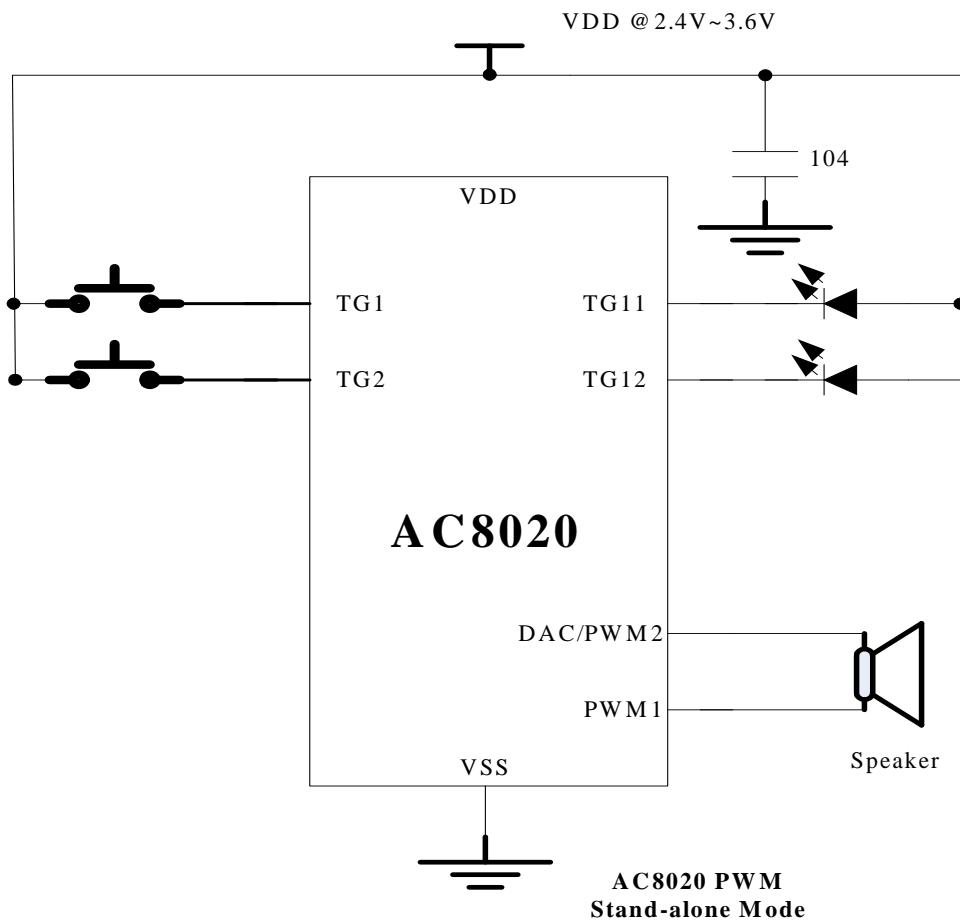 VDD @2.4V~3.6V
104
VDD
TG1
TG11
TG2
TG12
AC8020
DAC/PWM2
PWM1
VSS
Speaker
AC8020 PWM
Stand-alone Mode